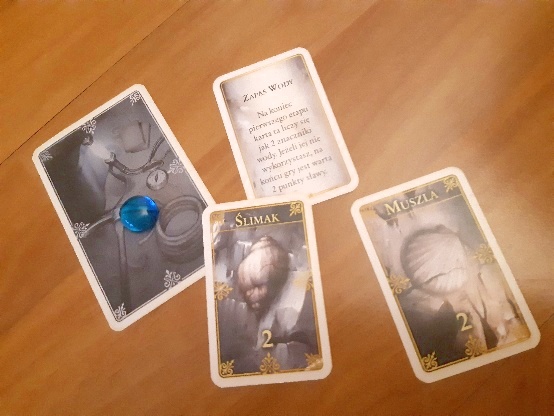 Zapas Wody
Na koniec
pierwszego etapu
karta ta liczy się
jak 2 znaczniki
wody. Jeżeli jej nie
wykorzystasz, na
końcu gry jest warta
2 punkty sławy.
Ślimak
2
Muszla
2